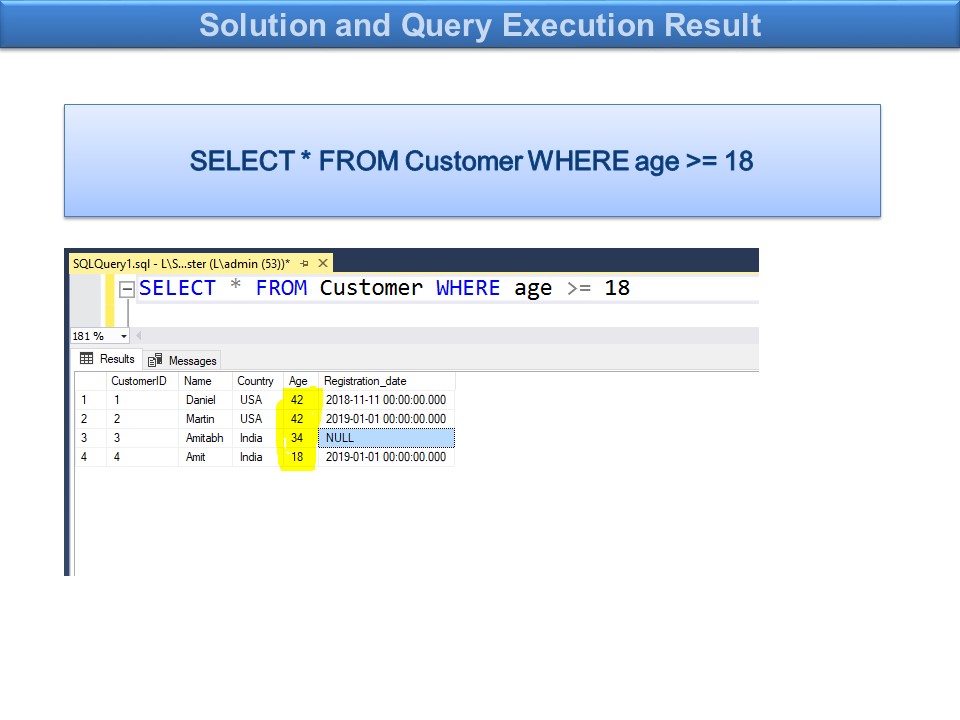 Solution and Query Execution Result
SELECT * FROM Customer WHERE age >= 18
SQLQuery1.sql - L\S...ster (L\admin (53))*
SELECT * FROM Customer WHERE age >= 18
181 %
Results Messages
CustomerID Name Country Age Registration_date
1 1 Daniel USA 42 2018-11-11 00:00:00.000
2 2 Martin USA 42 2019-01-01 00:00:00.000
3 3 Amitabh India 34 NULL
4 4 Amit India 18 2019-01-01 00:00:00.000